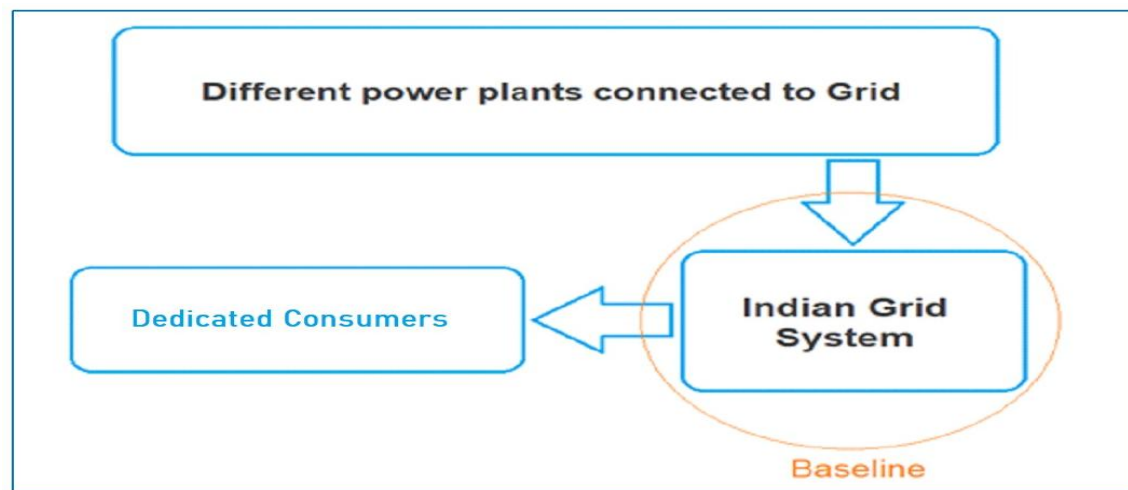 Different power plants connected to Grid
Dedicated Consumers
Indian Grid
System
Baseline